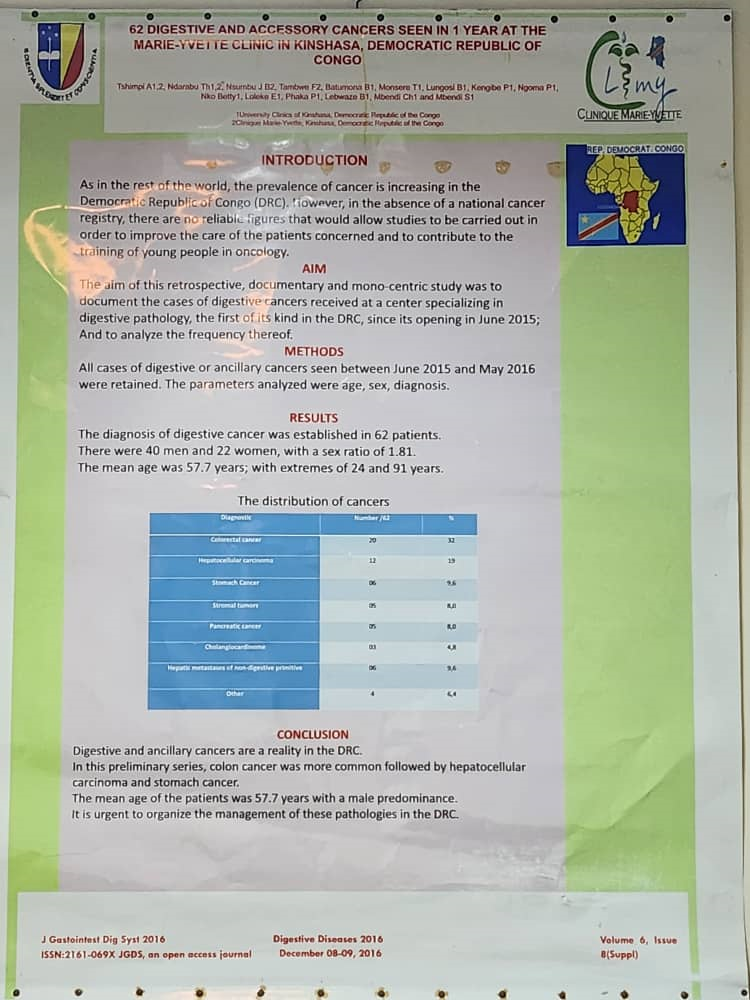 62 DIGESTIVE AND ACCESSORY CANCERS SEEN IN 1 YEAR AT THE
MARIE-YVETTE CLINIC IN KINSHASA, DEMOCRATIC REPUBLIC OF
CONGO
Tshimpi A1,2, Ndarabu Th1,2, Nsumbu J B2, Tambwe F2, Batumona B1, Monsere T1, Lungosi B1, Kengibe P1, Ngoma P1,
Nko Betty1, Loleke E1, Phaka P1, Lebwaze B1, Mbendi Ch1 and Mbendi S1
1University Clinics of Kinshasa, Democratic Republic of the Congo
2Clinique Marie-Yvette, Kinshasa, Democratic Republic of the Congo
SCIENTIA SPLENDET ET CONSCIENTIA
CLimy
CLINIQUE MARIE-YVETTE
REP. DEMOCRAT. CONGO
INTRODUCTION
As in the rest of the world, the prevalence of cancer is increasing in the
Democratic Republic of Congo (DRC). However, in the absence of a national cancer
registry, there are no reliable figures that would allow studies to be carried out in
order to improve the care of the patients concerned and to contribute to the
training of young people in oncology.
AIM
The aim of this retrospective, documentary and mono-centric study was to
document the cases of digestive cancers received at a center specializing in
digestive pathology, the first of its kind in the DRC, since its opening in June 2015;
And to analyze the frequency thereof.
METHODS
All cases of digestive or ancillary cancers seen between June 2015 and May 2016
were retained. The parameters analyzed were age, sex, diagnosis.
RESULTS
The diagnosis of digestive cancer was established in 62 patients.
There were 40 men and 22 women, with a sex ratio of 1.81.
The mean age was 57.7 years; with extremes of 24 and 91 years.
The distribution of cancers
Diagnostic Number /62 %
Colorectal cancer 20 32
Hepatocellular carcinoma 12 19
Stomach Cancer 06 9,6
Stromal tumors 05 8,0
Pancreatic cancer 05 8,0
Cholangiocarcinome 03 4,8
Hepatic metastases of non-digestive primitive 06 9,6
Other 4 6,4
CONCLUSION
Digestive and ancillary cancers are a reality in the DRC.
In this preliminary series, colon cancer was more common followed by hepatocellular
carcinoma and stomach cancer.
The mean age of the patients was 57.7 years with a male predominance.
It is urgent to organize the management of these pathologies in the DRC.
J Gastointest Dig Syst 2016
ISSN:2161-069X JGDS, an open access journal
Digestive Diseases 2016
December 08-09, 2016
Volume 6, Issue
8(Suppl)